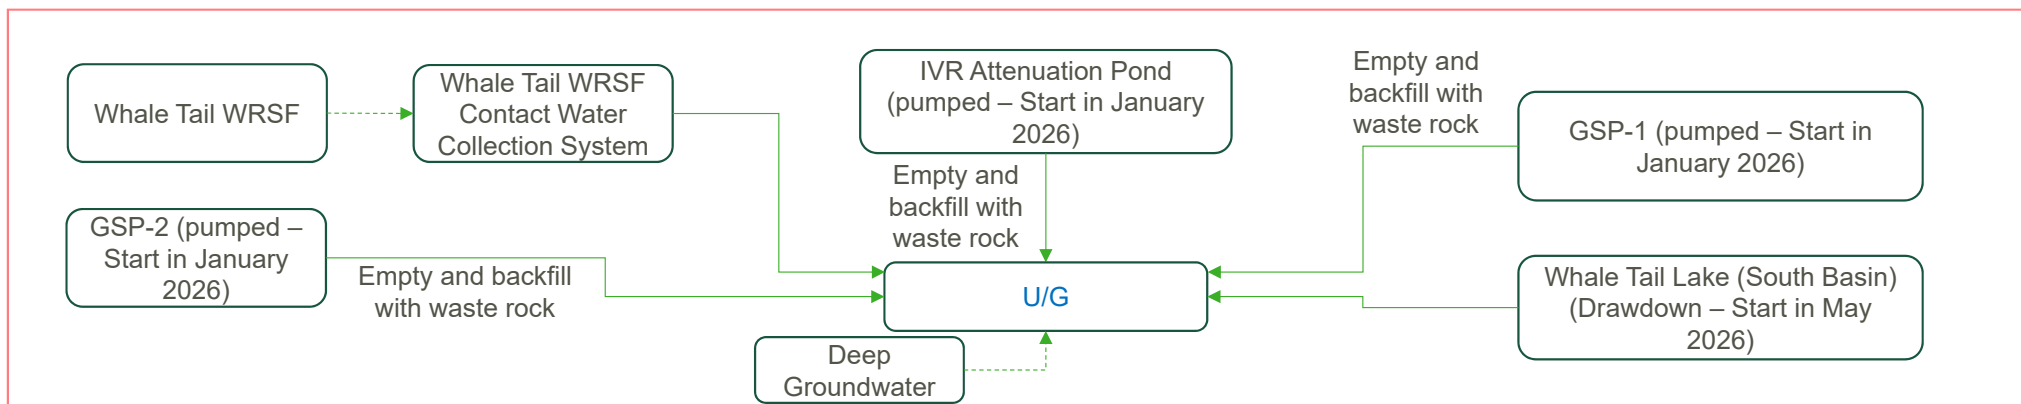 Whale Tail WRSF
Whale Tail WRSF
Contact Water
Collection System
IVR Attenuation Pond
(pumped – Start in January
2026)
Empty and
backfill with
waste rock
GSP-1 (pumped – Start in
January 2026)
GSP-2 (pumped –
Start in January
2026)
Empty and backfill
with waste rock
Empty and
backfill with
waste rock
U/G
Whale Tail Lake (South Basin)
(Drawdown – Start in May
2026)
Deep
Groundwater